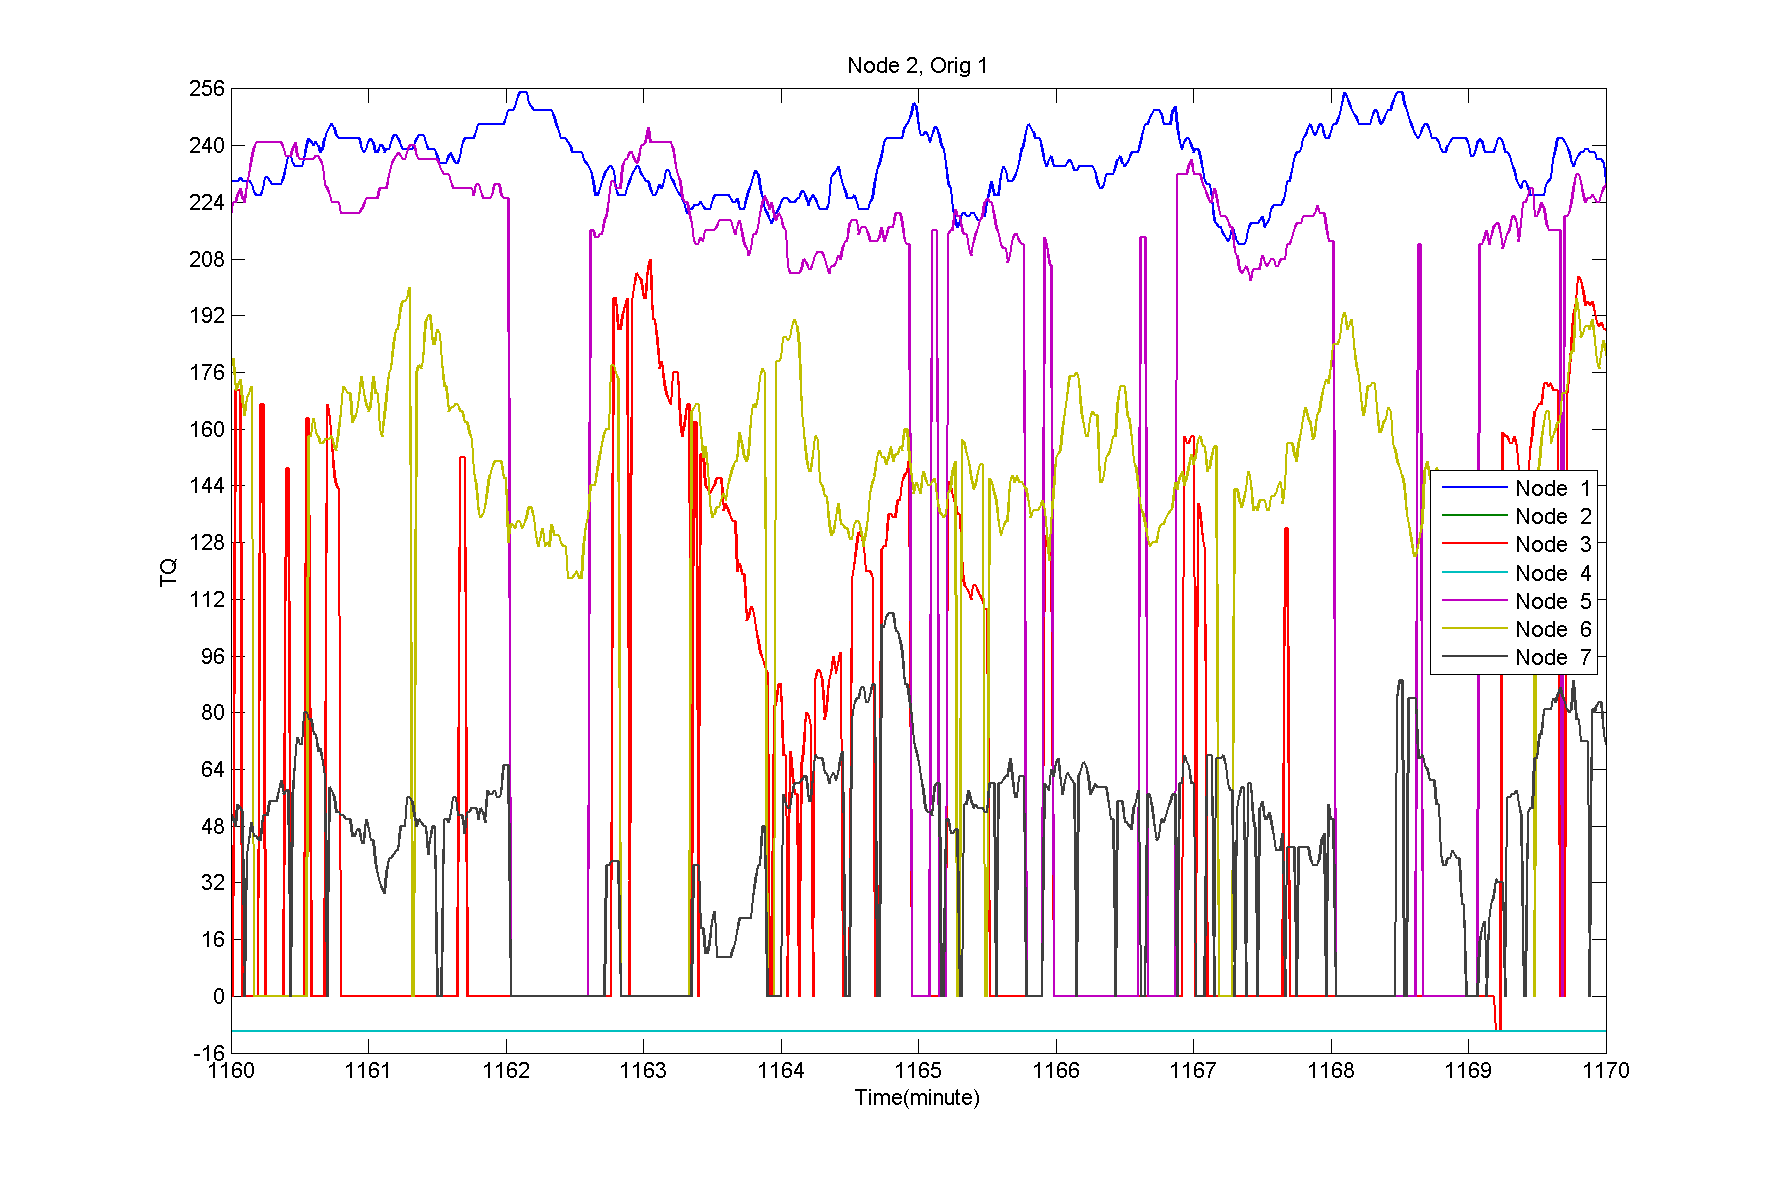 Node 2, Orig 1
256
240
224
208
192
176
160
144
128
112
96
80
64
48
32
16
0
-16
TQ
Node 1
Node 2
Node 3
Node 4
Node 5
Node 6
Node 7
1160 1161 1162 1163 1164 1165 1166 1167 1168 1169 1170
Time(minute)